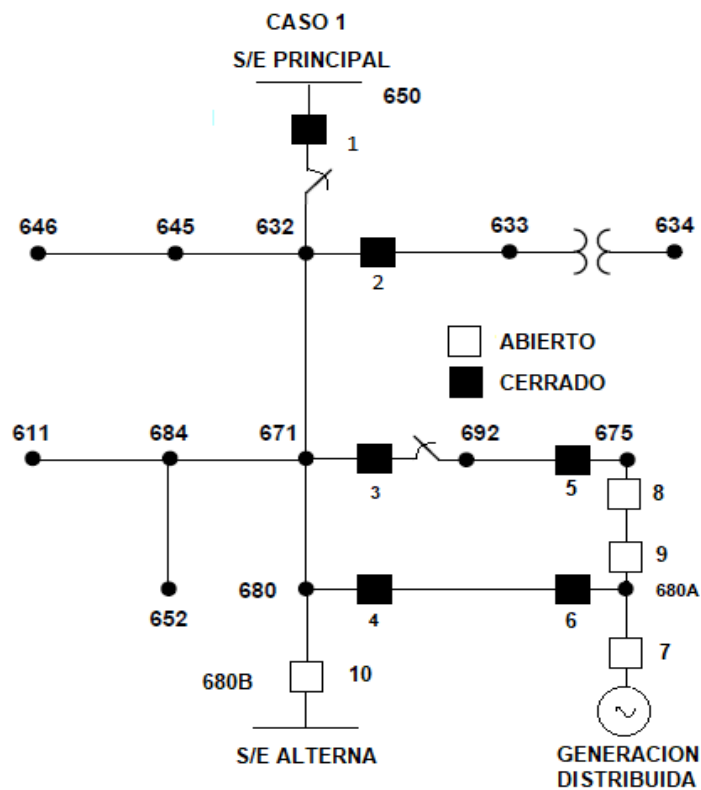 CASO 1
S/E PRINCIPAL
650
1
646 645 632 633 634
2
ABIERTO
CERRADO
611 684 671 692 675
3 5 8
9
652 680 4 6 680A
7
680B 10
S/E ALTERNA
GENERACION
DISTRIBUIDA